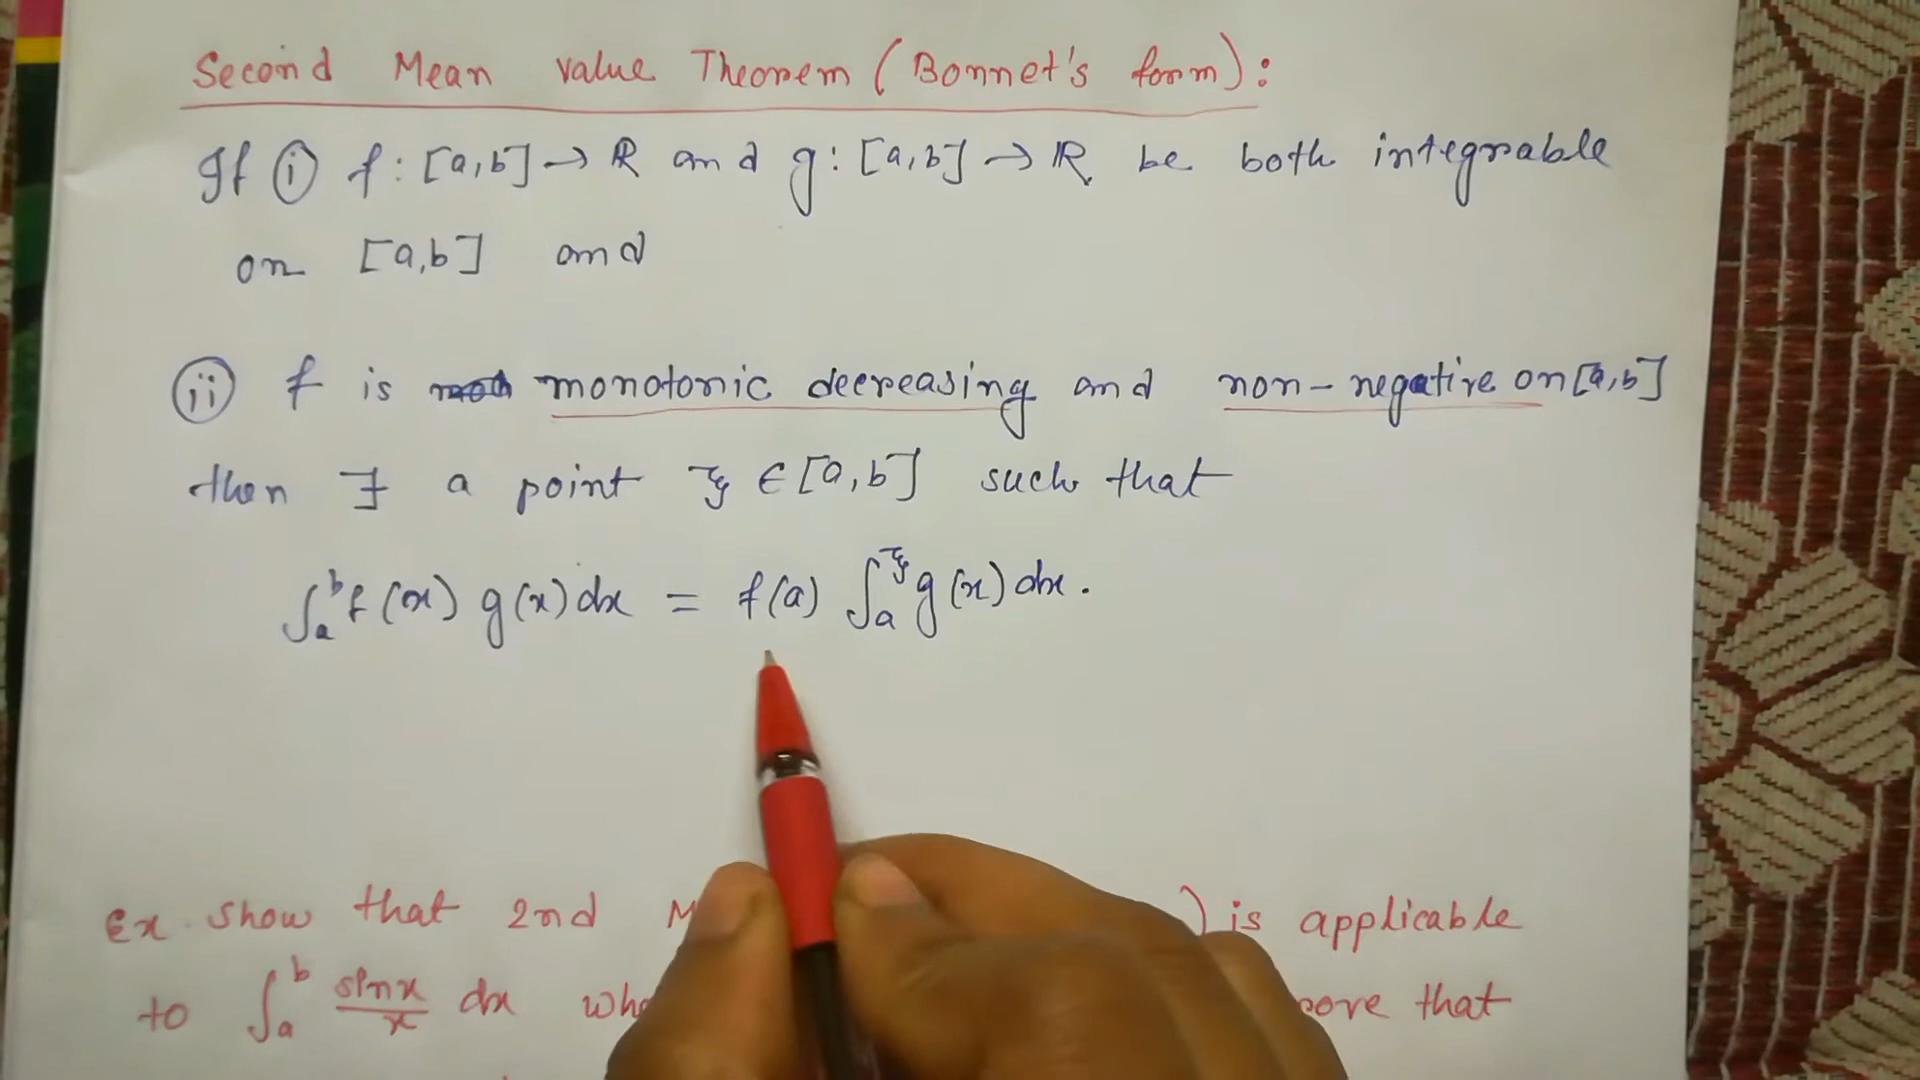 Second Mean value Theorem (Bonnet's form):
If (i) f: [a,b] → ℝ and g: [a,b] → ℝ be both integrable
on [a,b] and
(ii) f is monotonic decreasing and non-negative on [a,b]
then ∃ a point ξ ∈ [a,b] such that
∫ₐᵇ f(x) g(x) dx = f(a) ∫ₐ^ξ g(x) dx.
Ex. Show that 2nd ) is applicable
to ∫ₐᵇ sinx/x dx that